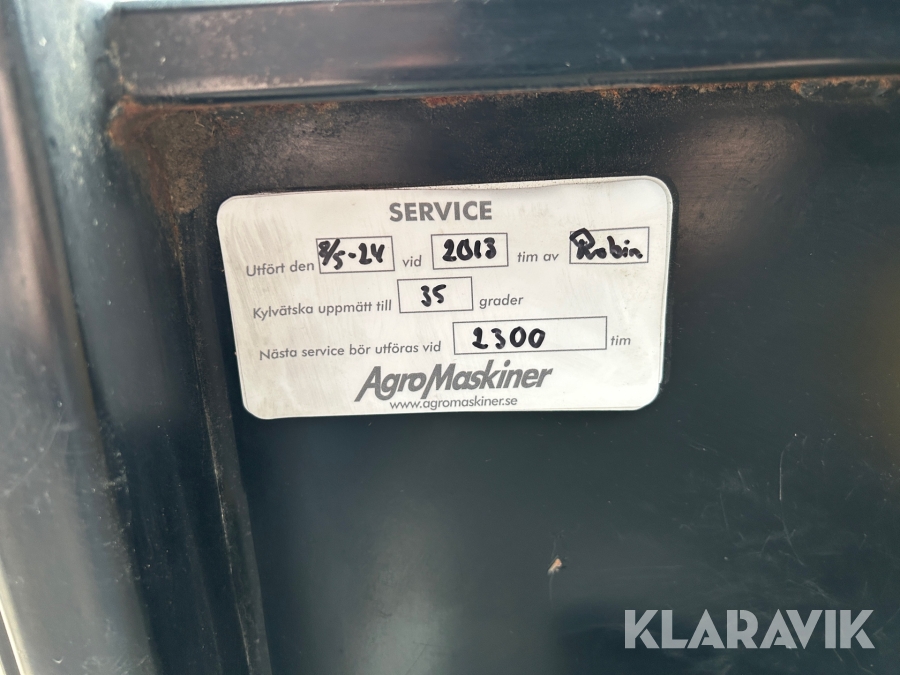 SERVICE
Utfört den 8/5-24 vid 2013 tim av Robin
Kylvätska uppmätt till 35 grader
Nästa service bör utföras vid 2300 tim
AgroMaskiner
www.agromaskiner.se
KLARAVIK